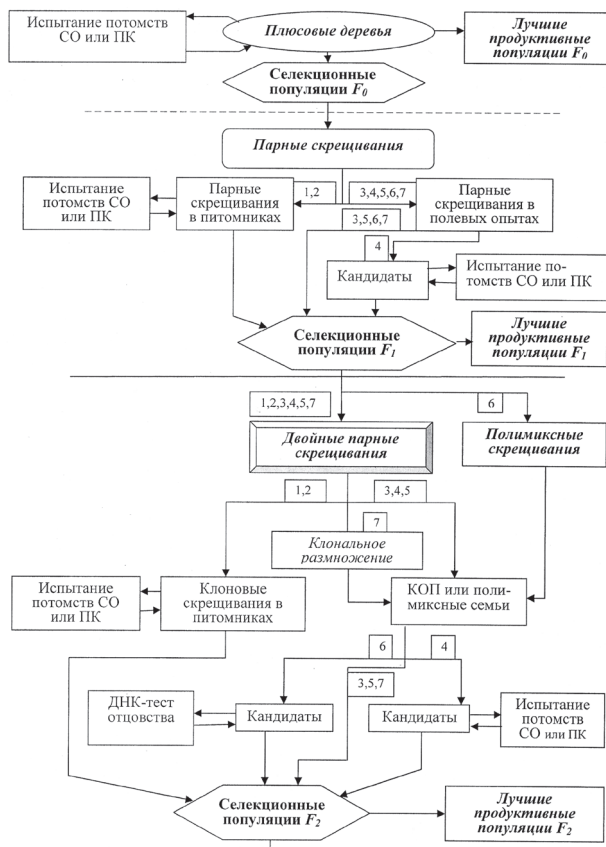 Испытание потомств
СО или ПК
Плюсовые деревья
Лучшие
продуктивные
популяции F0
Селекционные
популяции F0
Парные скрещивания
Испытание
потомств СО
или ПК
Парные
скрещивания
в питомниках
1,2
3,4,5,6,7
3,5,6,7
Парные
скрещивания в
полевых опытах
4
Кандидаты
Испытание по-
томств СО или ПК
Селекционные
популяции F1
Лучшие
продуктивные
популяции F1
1,2,3,4,5,7
6
Двойные парные
скрещивания
Полимиксные
скрещивания
1,2
3,4,5
7
Клональное
размножение
Испытание
потомств СО
или ПК
Клоновые
скрещивания в
питомниках
КОП или поли-
миксные семьи
6
4
3,5,7
ДНК-тест
отцовства
Кандидаты
Кандидаты
Испытание
потомств
СО или ПК
Селекционные
популяции F2
Лучшие
продуктивные
популяции F2